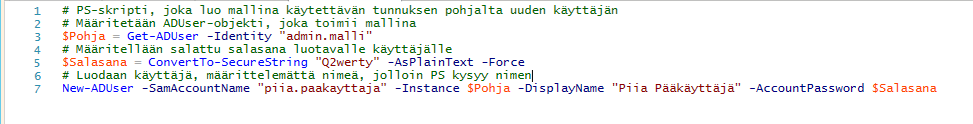 1 # PS-skripti, joka luo mallina käytettävän tunnuksen pohjalta uuden käyttäjän
2 # Määritetään ADUser-objekti, joka toimii mallina
3 $Pohja = Get-ADUser -Identity "admin.malli"
4 # Määritellään salattu salasana luotavalle käyttäjälle
5 $Salasana = ConvertTo-SecureString "Q2werty" -AsPlainText -Force
6 # Luodaan käyttäjä, määrittelemättä nimeä, jolloin PS kysyy nimen
7 New-ADUser -SamAccountName "piia.paakayttaja" -Instance $Pohja -DisplayName "Piia Pääkäyttäjä" -AccountPassword $Salasana